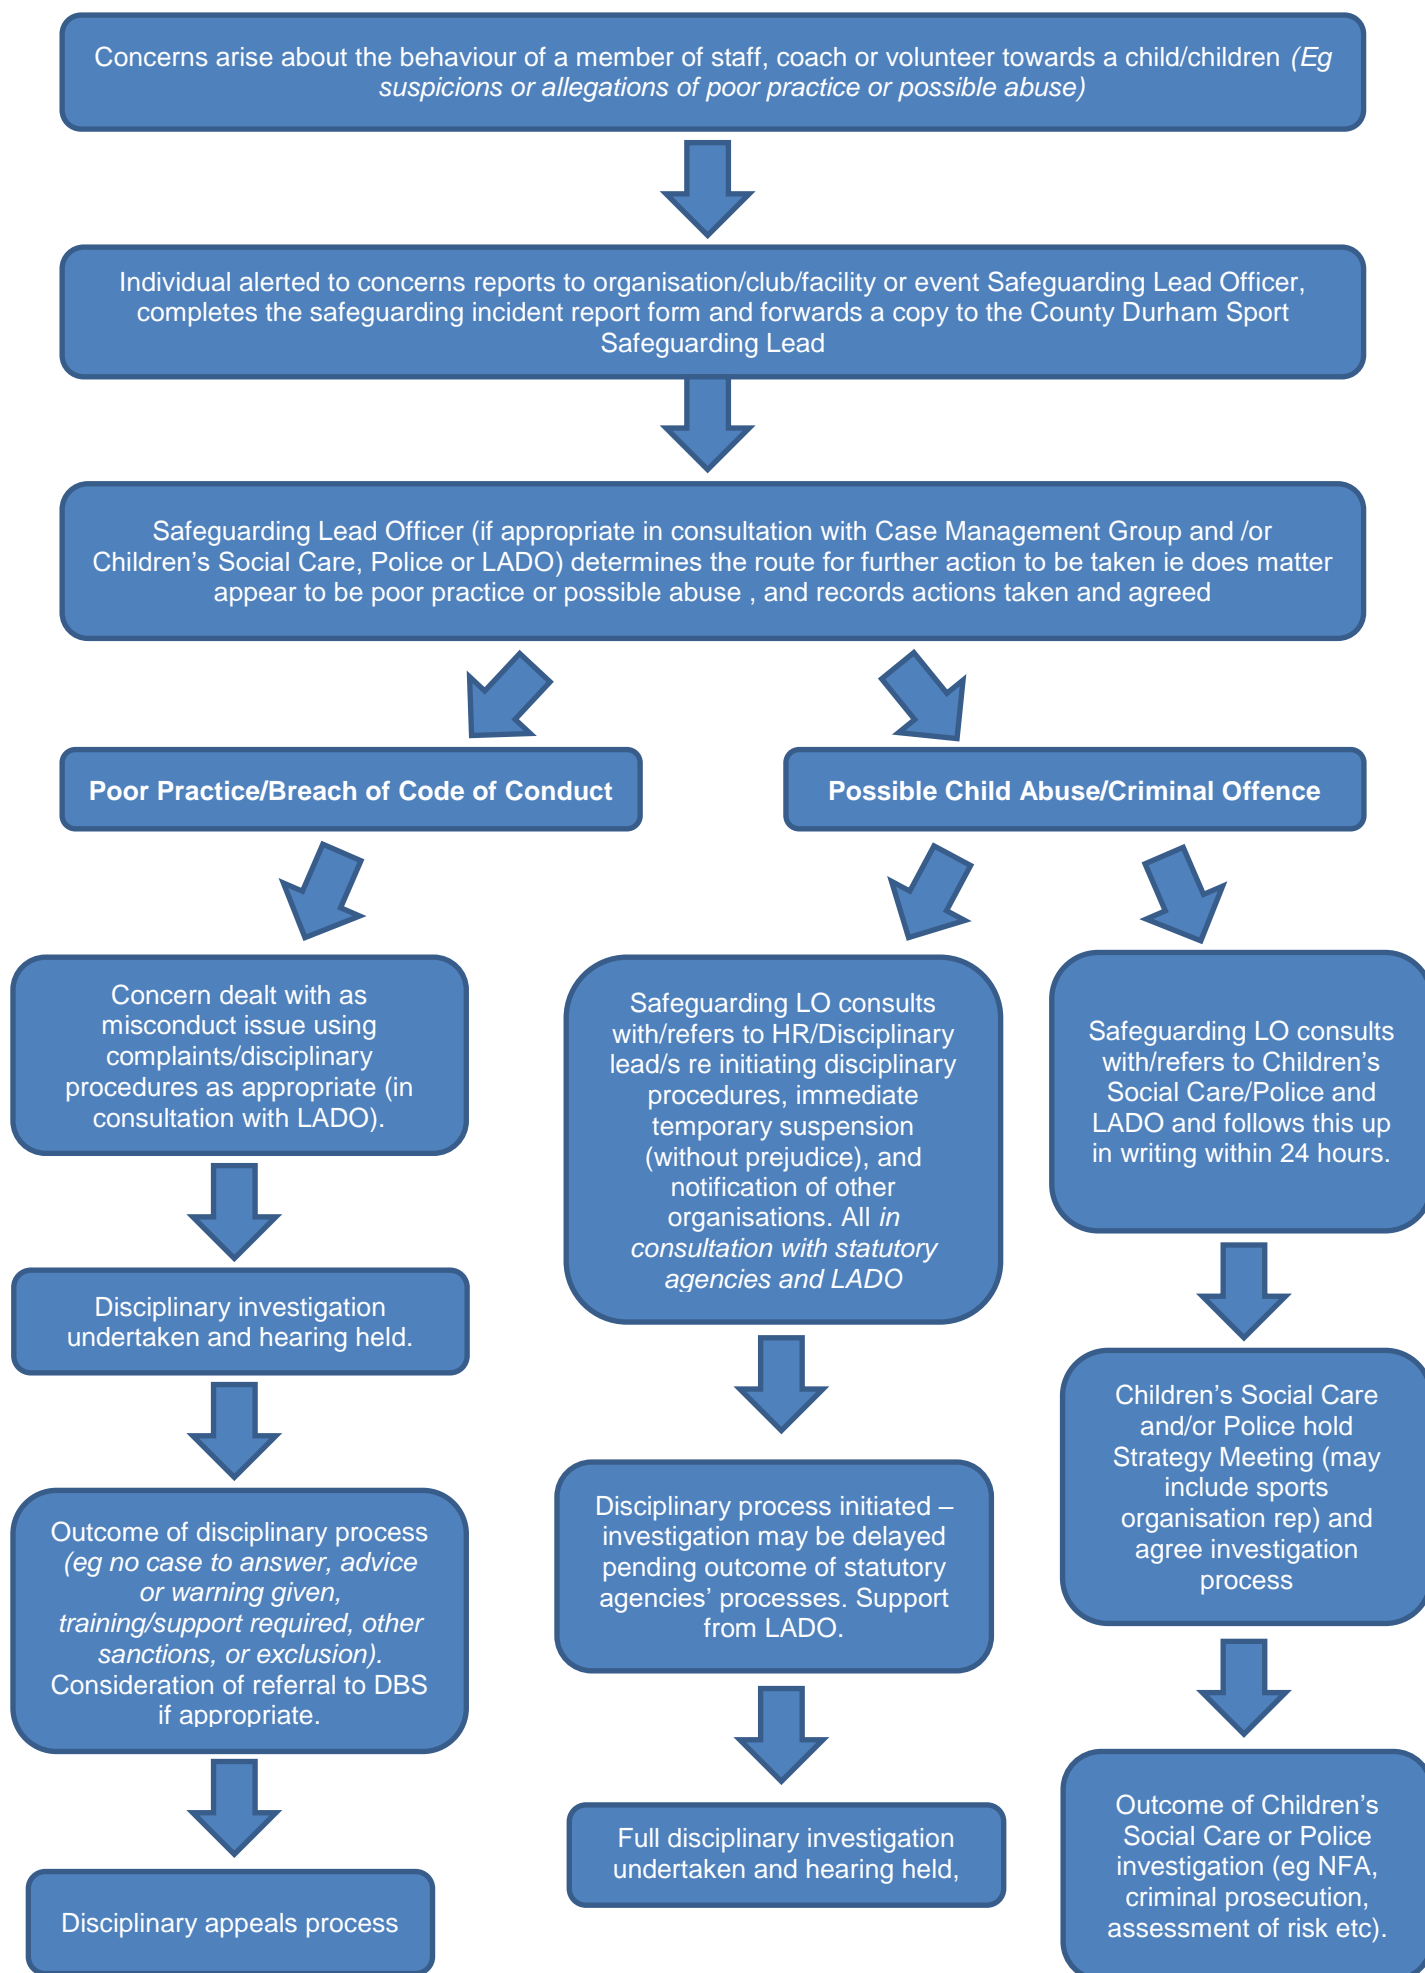 Concerns arise about the behaviour of a member of staff, coach or volunteer towards a child/children (Eg
suspicions or allegations of poor practice or possible abuse)
Individual alerted to concerns reports to organisation/club/facility or event Safeguarding Lead Officer,
completes the safeguarding incident report form and forwards a copy to the County Durham Sport
Safeguarding Lead
Safeguarding Lead Officer (if appropriate in consultation with Case Management Group and /or
Children’s Social Care, Police or LADO) determines the route for further action to be taken ie does matter
appear to be poor practice or possible abuse , and records actions taken and agreed
Poor Practice/Breach of Code of Conduct
Possible Child Abuse/Criminal Offence
Concern dealt with as
misconduct issue using
complaints/disciplinary
procedures as appropriate (in
consultation with LADO).
Disciplinary investigation
undertaken and hearing held.
Outcome of disciplinary process
(eg no case to answer, advice
or warning given,
training/support required, other
sanctions, or exclusion).
Consideration of referral to DBS
if appropriate.
Disciplinary appeals process
Safeguarding LO consults
with/refers to HR/Disciplinary
lead/s re initiating disciplinary
procedures, immediate
temporary suspension
(without prejudice), and
notification of other
organisations. All in
consultation with statutory
agencies and LADO
Disciplinary process initiated –
investigation may be delayed
pending outcome of statutory
agencies’ processes. Support
from LADO.
Full disciplinary investigation
undertaken and hearing held,
Safeguarding LO consults
with/refers to Children’s
Social Care/Police and
LADO and follows this up
in writing within 24 hours.
Children’s Social Care
and/or Police hold
Strategy Meeting (may
include sports
organisation rep) and
agree investigation
process
Outcome of Children’s
Social Care or Police
investigation (eg NFA,
criminal prosecution,
assessment of risk etc).